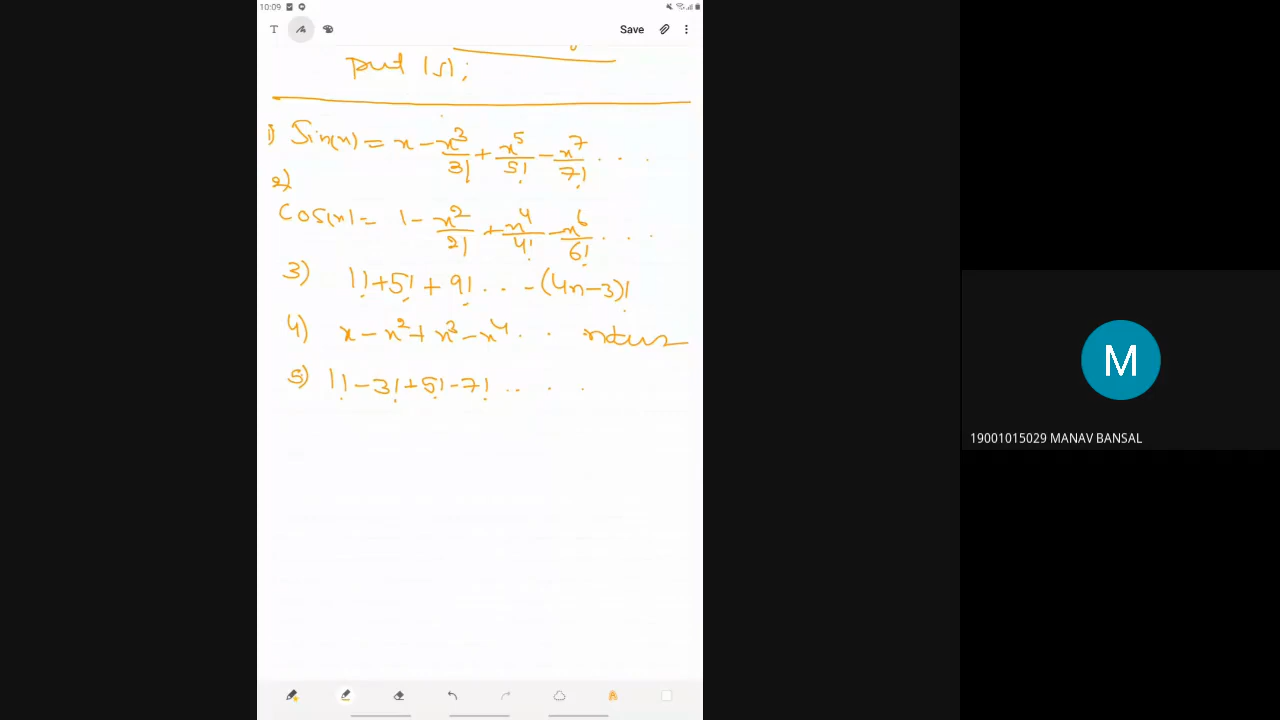 10:09
T Save
put (s);
1) Sin(x) = x - x³/3! + x⁵/5! - x⁷/7! . . .
2)
Cos(x) = 1 - x²/2! + x⁴/4! - x⁶/6! . . .
3) 1! + 5! + 9! . . . - (4n-3)!
4) x - x² + x³ - x⁴ . .
5) 1! - 3! + 5! - 7! . . . .
M
19001015029 MANAV BANSAL